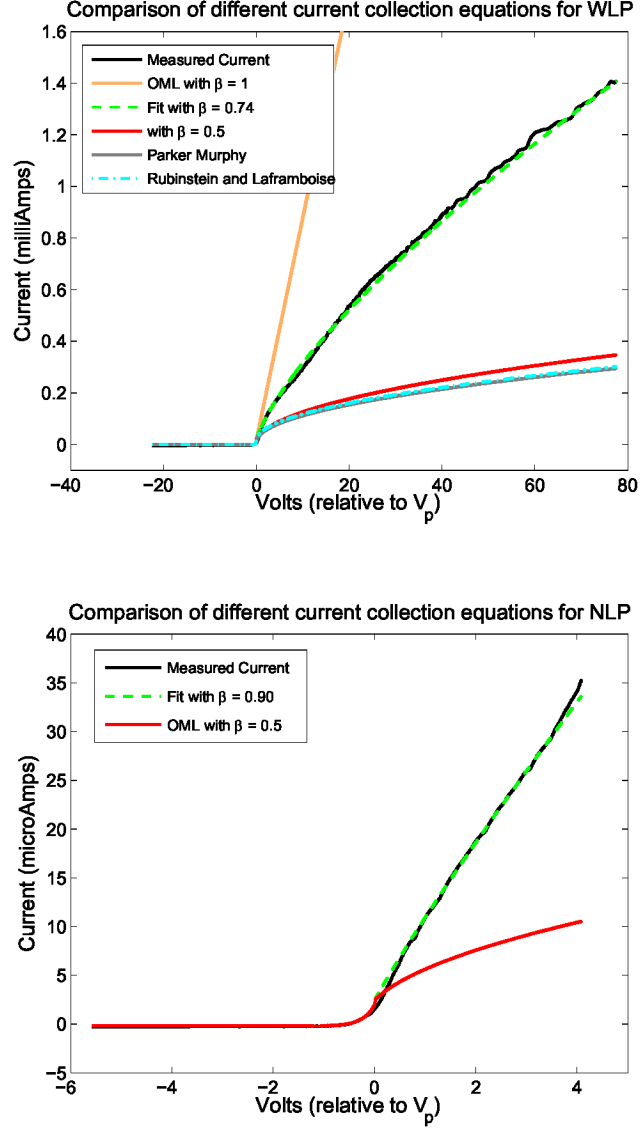 Comparison of different current collection equations for WLP
1.6
1.4
1.2
1
0.8
0.6
0.4
0.2
0
Current (milliAmps)
Measured Current
OML with β = 1
Fit with β = 0.74
with β = 0.5
Parker Murphy
Rubinstein and Laframboise
−40
−20
0
20
40
60
80
Volts (relative to Vp)
Comparison of different current collection equations for NLP
40
35
30
25
20
15
10
5
0
−5
Current (microAmps)
Measured Current
Fit with β = 0.90
OML with β = 0.5
−6
−4
−2
0
2
4
Volts (relative to Vp)